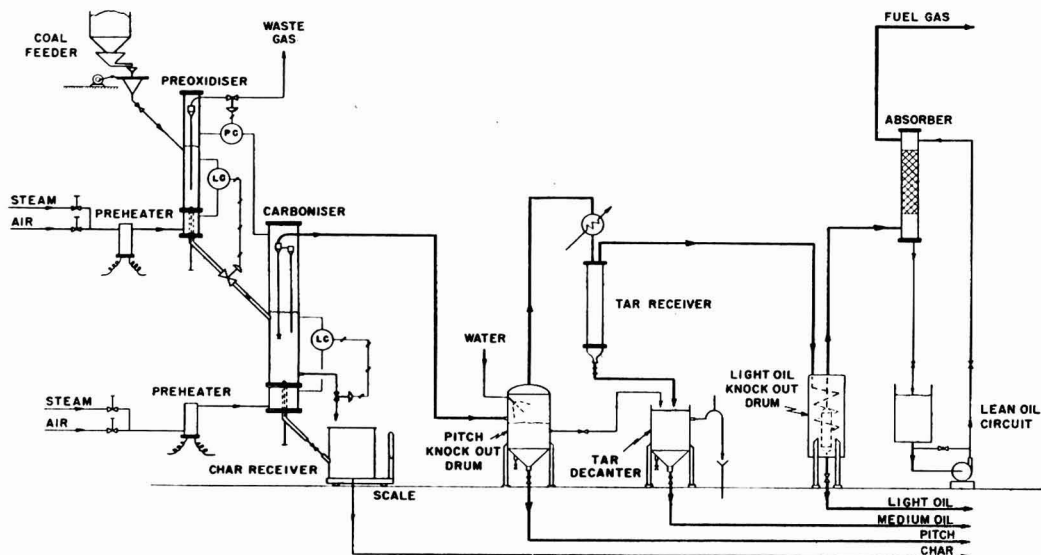 COAL
FEEDER
WASTE
GAS
FUEL GAS
PREOXIDISER
PC
ABSORBER
LC
STEAM
AIR
PREHEATER
CARBONISER
TAR RECEIVER
LC
WATER
PREHEATER
LIGHT OIL
KNOCK OUT
DRUM
STEAM
AIR
LEAN OIL
CIRCUIT
PITCH
KNOCK OUT
DRUM
TAR
DECANTER
CHAR RECEIVER
SCALE
LIGHT OIL
MEDIUM OIL
PITCH
CHAR